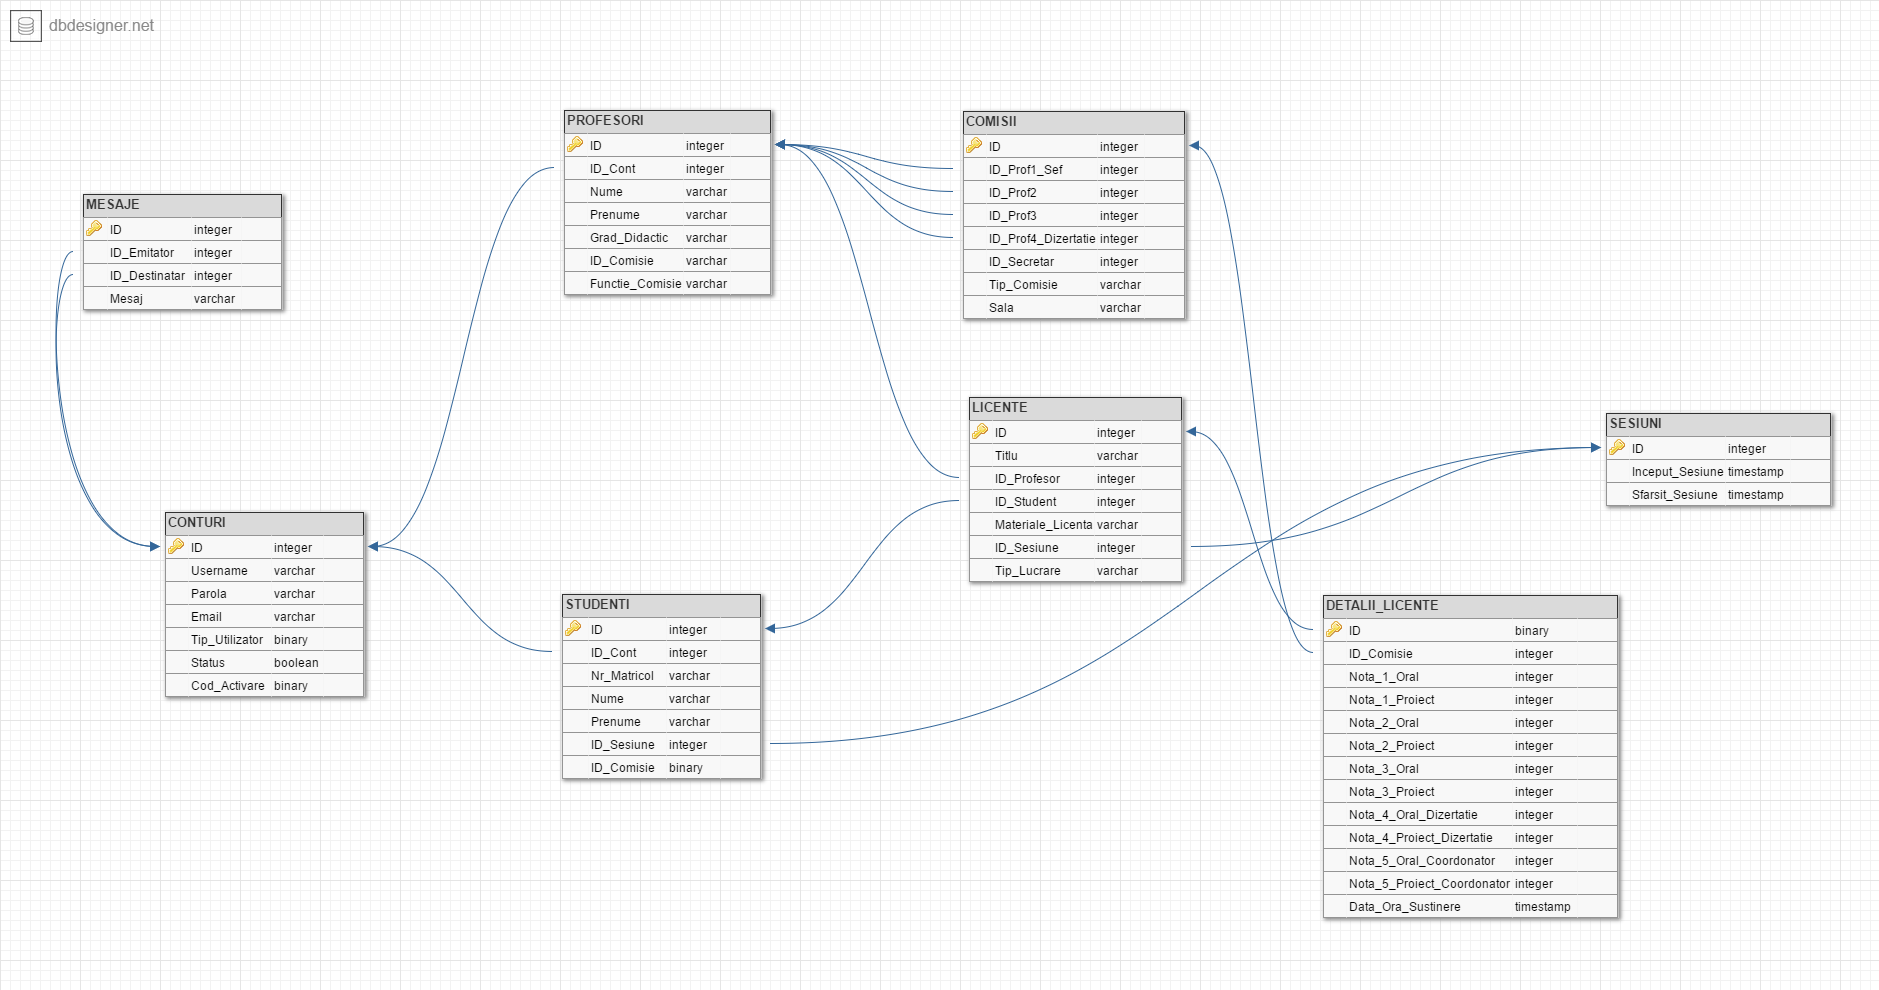 dbdesigner.net
MESAJE
ID integer
ID_Emitator integer
ID_Destinatar integer
Mesaj varchar
PROFESORI
ID integer
ID_Cont integer
Nume varchar
Prenume varchar
Grad_Didactic varchar
ID_Comisie varchar
Functie_Comisie varchar
COMISII
ID integer
ID_Prof1_Sef integer
ID_Prof2 integer
ID_Prof3 integer
ID_Prof4_Dizertatie integer
ID_Secretar integer
Tip_Comisie varchar
Sala varchar
LICENTE
ID integer
Titlu varchar
ID_Profesor integer
ID_Student integer
Materiale_Licenta varchar
ID_Sesiune integer
Tip_Lucrare varchar
SESIUNI
ID integer
Inceput_Sesiune timestamp
Sfarsit_Sesiune timestamp
CONTURI
ID integer
Username varchar
Parola varchar
Email varchar
Tip_Utilizator binary
Status boolean
Cod_Activare binary
STUDENTI
ID integer
ID_Cont integer
Nr_Matricol varchar
Nume varchar
Prenume varchar
ID_Sesiune integer
ID_Comisie binary
DETALII_LICENTE
ID binary
ID_Comisie integer
Nota_1_Oral integer
Nota_1_Proiect integer
Nota_2_Oral integer
Nota_2_Proiect integer
Nota_3_Oral integer
Nota_3_Proiect integer
Nota_4_Oral_Dizertatie integer
Nota_4_Proiect_Dizertatie integer
Nota_5_Oral_Coordonator integer
Nota_5_Proiect_Coordonator integer
Data_Ora_Sustinere timestamp